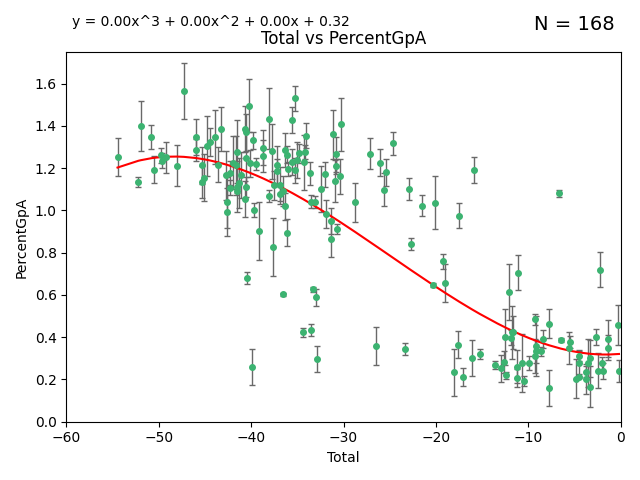 y = 0.00x^3 + 0.00x^2 + 0.00x + 0.32
N = 168
Total vs PercentGpA
PercentGpA
1.6
1.4
1.2
1.0
0.8
0.6
0.4
0.2
0.0
−60 −50 −40 −30 −20 −10 0
Total